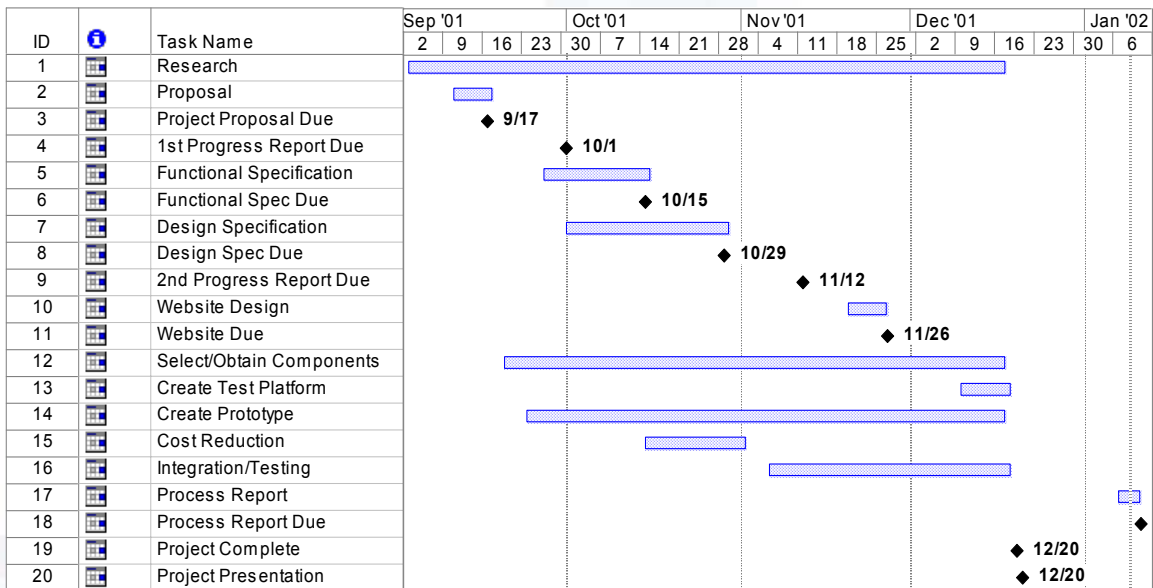 Sep '01 Oct '01 Nov '01 Dec '01 Jan '02
ID i Task Name 2 9 16 23 30 7 14 21 28 4 11 18 25 2 9 16 23 30 6
1 Research
2 Proposal
3 Project Proposal Due 9/17
4 1st Progress Report Due 10/1
5 Functional Specification
6 Functional Spec Due 10/15
7 Design Specification
8 Design Spec Due 10/29
9 2nd Progress Report Due 11/12
10 Website Design
11 Website Due 11/26
12 Select/Obtain Components
13 Create Test Platform
14 Create Prototype
15 Cost Reduction
16 Integration/Testing
17 Process Report
18 Process Report Due
19 Project Complete 12/20
20 Project Presentation 12/20